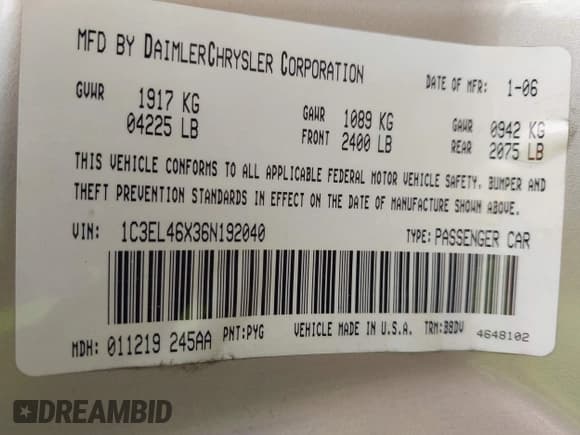 MFD BY DAIMLERCHRYSLER CORPORATION
DATE OF MFR: 1-06
GVWR 1917 KG
04225 LB
GAWR FRONT 1089 KG
2400 LB
GAWR REAR 0942 KG
2075 LB
THIS VEHICLE CONFORMS TO ALL APPLICABLE FEDERAL MOTOR VEHICLE SAFETY, BUMPER AND
THEFT PREVENTION STANDARDS IN EFFECT ON THE DATE OF MANUFACTURE SHOWN ABOVE.
VIN: 1C3EL46X36N192040
TYPE: PASSENGER CAR
MDH: 011219 245AA PNT: PYG VEHICLE MADE IN U.S.A. TRM: B8DV 4648102
DREAMBID